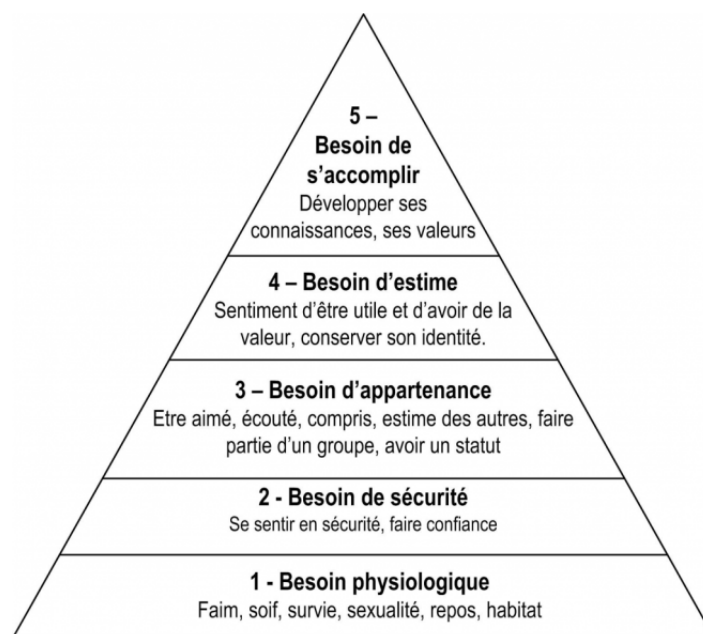 5 –
Besoin de
s’accomplir
Développer ses
connaissances, ses valeurs
4 – Besoin d’estime
Sentiment d’être utile et d’avoir de la
valeur, conserver son identité.
3 – Besoin d’appartenance
Etre aimé, écouté, compris, estime des autres, faire
partie d’un groupe, avoir un statut
2 - Besoin de sécurité
Se sentir en sécurité, faire confiance
1 - Besoin physiologique
Faim, soif, survie, sexualité, repos, habitat